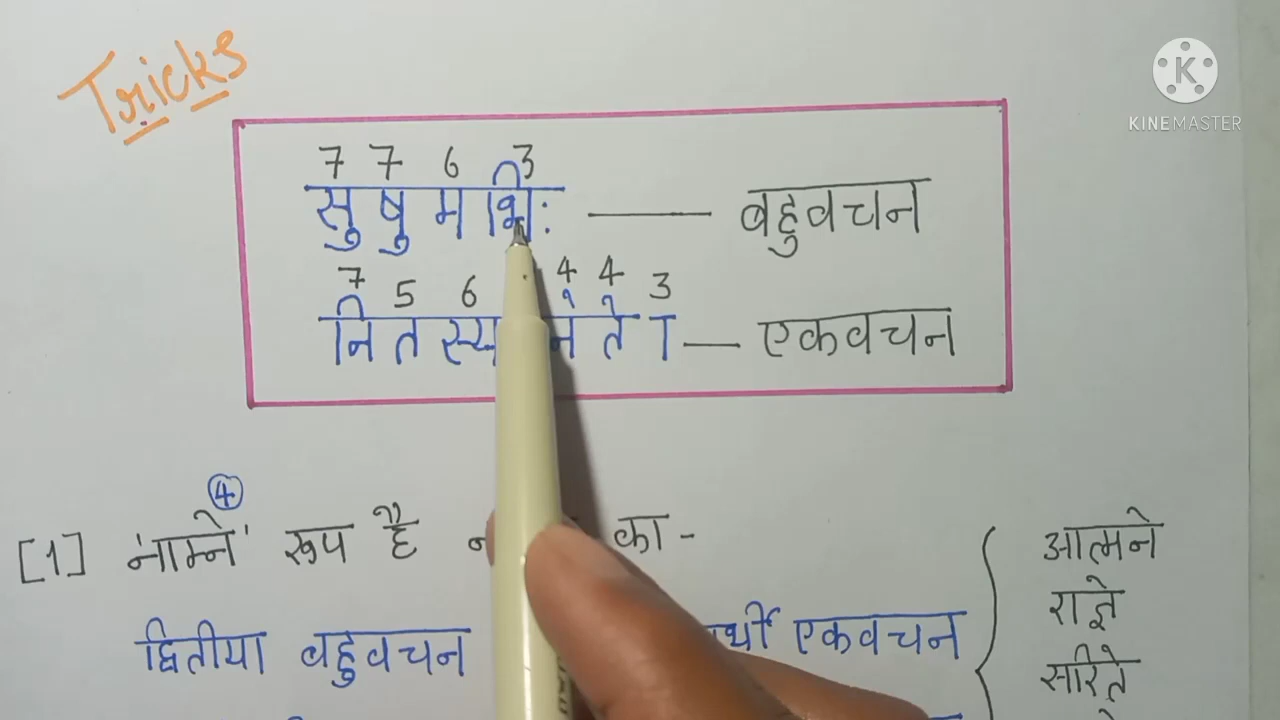 Tricks
KINEMASTER
7 7 6 3
सु षु म भिः — बहुवचन
7 5 6 4 4 3
नि त स्य ने ते ा — एकवचन
④
[1] 'नाम्ने' रूप है का -
द्वितीया बहुवचन एकवचन
आत्मने
राज्ञे
सरिते